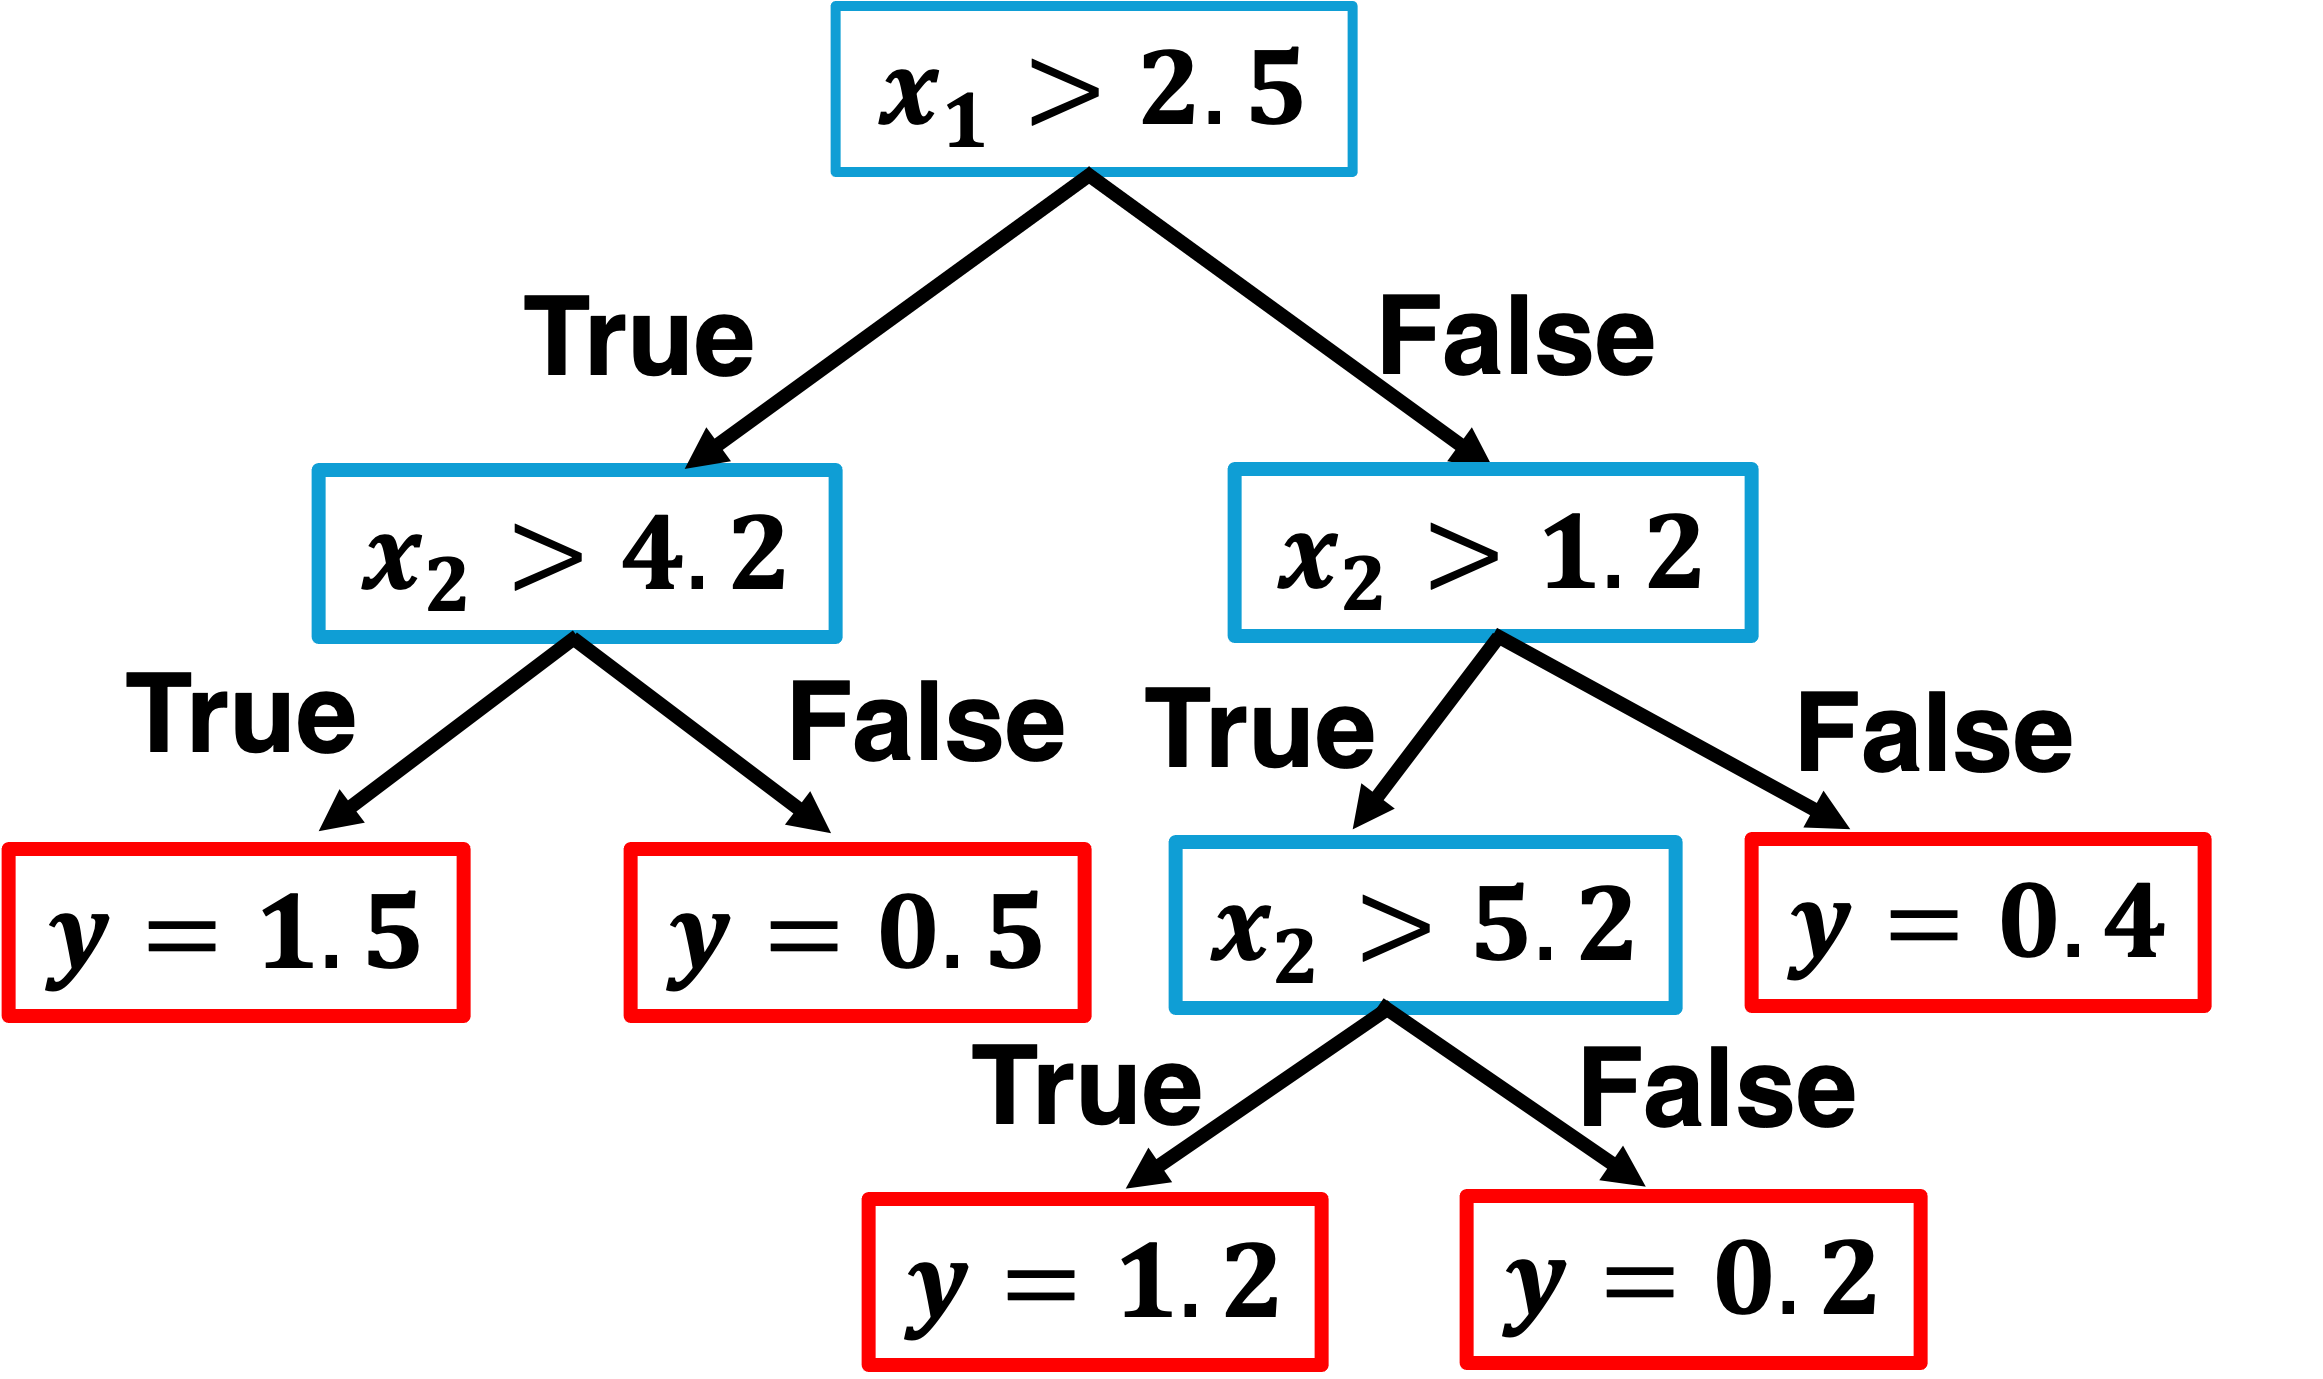 x₁ > 2.5
True False
x₂ > 4.2 x₂ > 1.2
True False True False
y = 1.5 y = 0.5 x₂ > 5.2 y = 0.4
True False
y = 1.2 y = 0.2